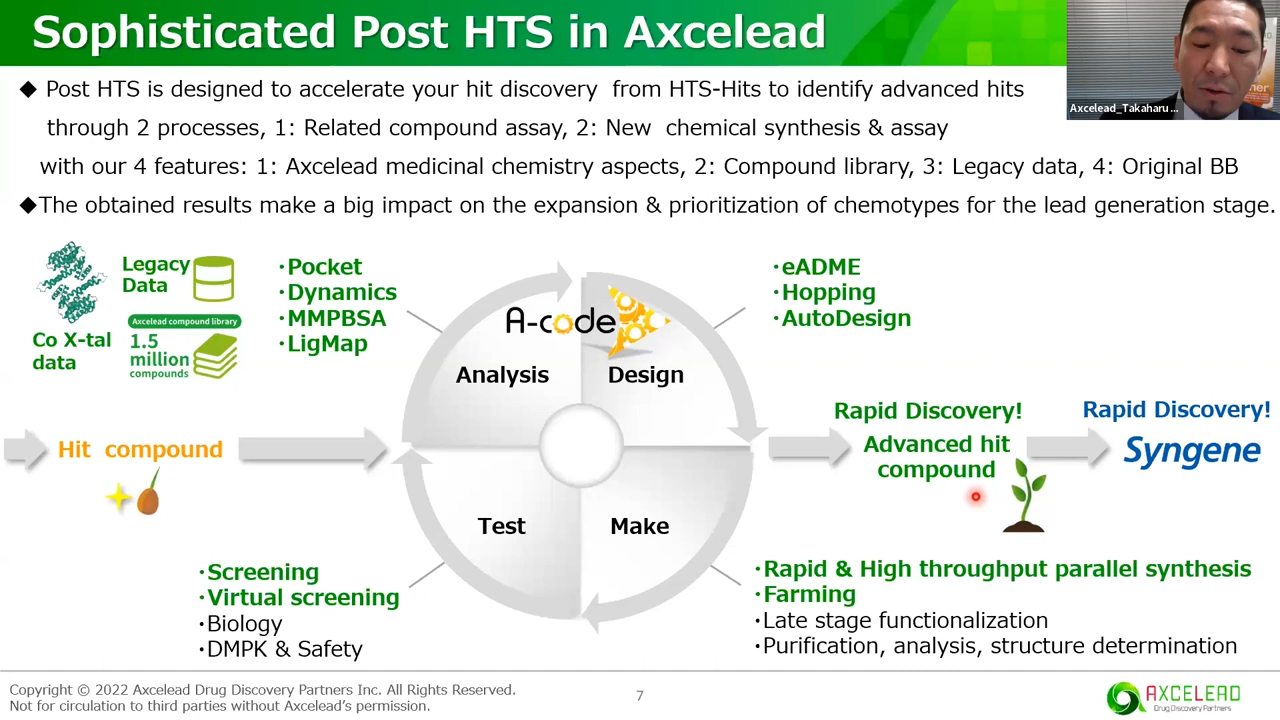 Sophisticated Post HTS in Axcelead
Axcelead_Takaharu ...
◆ Post HTS is designed to accelerate your hit discovery from HTS-Hits to identify advanced hits
through 2 processes, 1: Related compound assay, 2: New chemical synthesis & assay
with our 4 features: 1: Axcelead medicinal chemistry aspects, 2: Compound library, 3: Legacy data, 4: Original BB
◆The obtained results make a big impact on the expansion & prioritization of chemotypes for the lead generation stage.
Legacy
Data
Co X-tal
data
Axcelead compound library
1.5
million
compounds
・Pocket
・Dynamics
・MMPBSA
・LigMap
A-code
Analysis
Design
Test
Make
・eADME
・Hopping
・AutoDesign
Hit compound
Rapid Discovery!
Advanced hit
compound
Rapid Discovery!
Syngene
・Screening
・Virtual screening
・Biology
・DMPK & Safety
・Rapid & High throughput parallel synthesis
・Farming
・Late stage functionalization
・Purification, analysis, structure determination
Copyright © 2022 Axcelead Drug Discovery Partners Inc. All Rights Reserved.
Not for circulation to third parties without Axcelead's permission.
7
AXCELEAD
Drug Discovery Partners